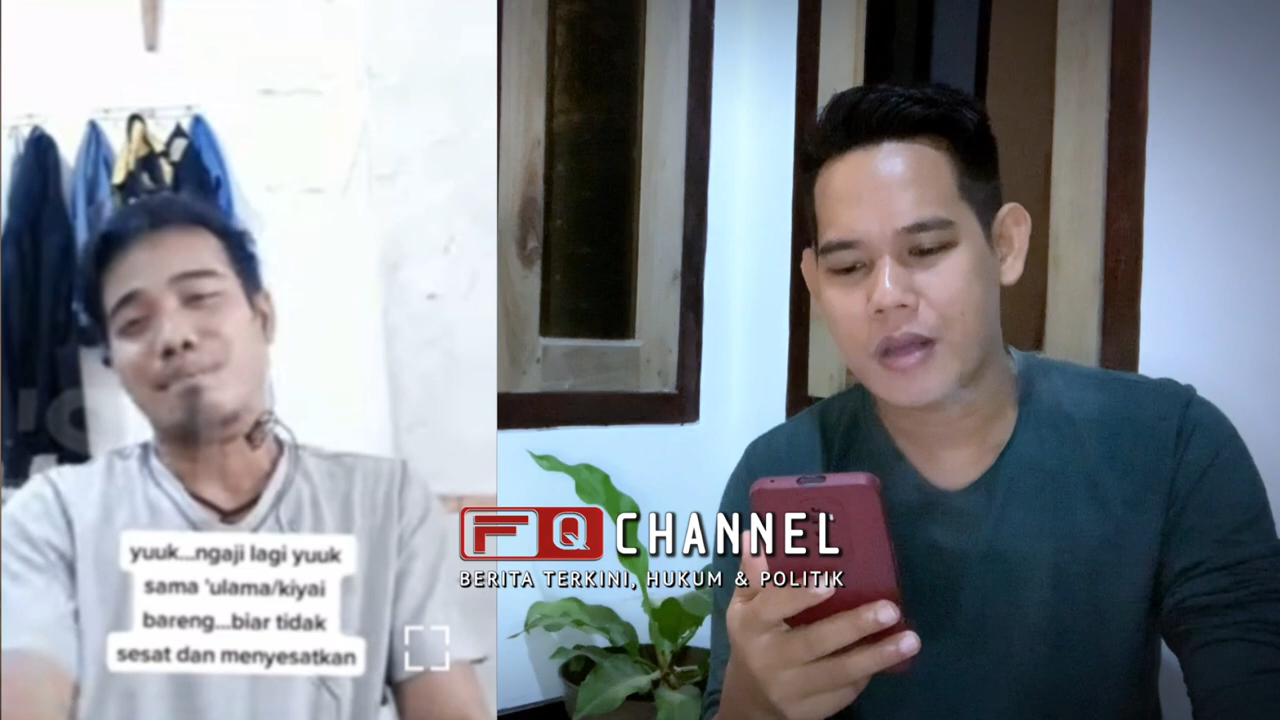 yuuk...ngaji lagi yuuk
sama 'ulama/kiyai
bareng...biar tidak
sesat dan menyesatkan
FQ CHANNEL
BERITA TERKINI, HUKUM & POLITIK